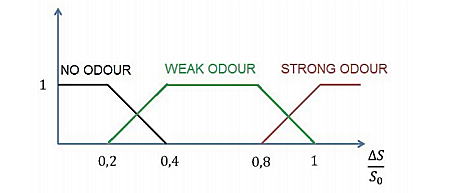 NO ODOUR WEAK ODOUR STRONG ODOUR
1
0,2 0,4 0,8 1
ΔS
S₀